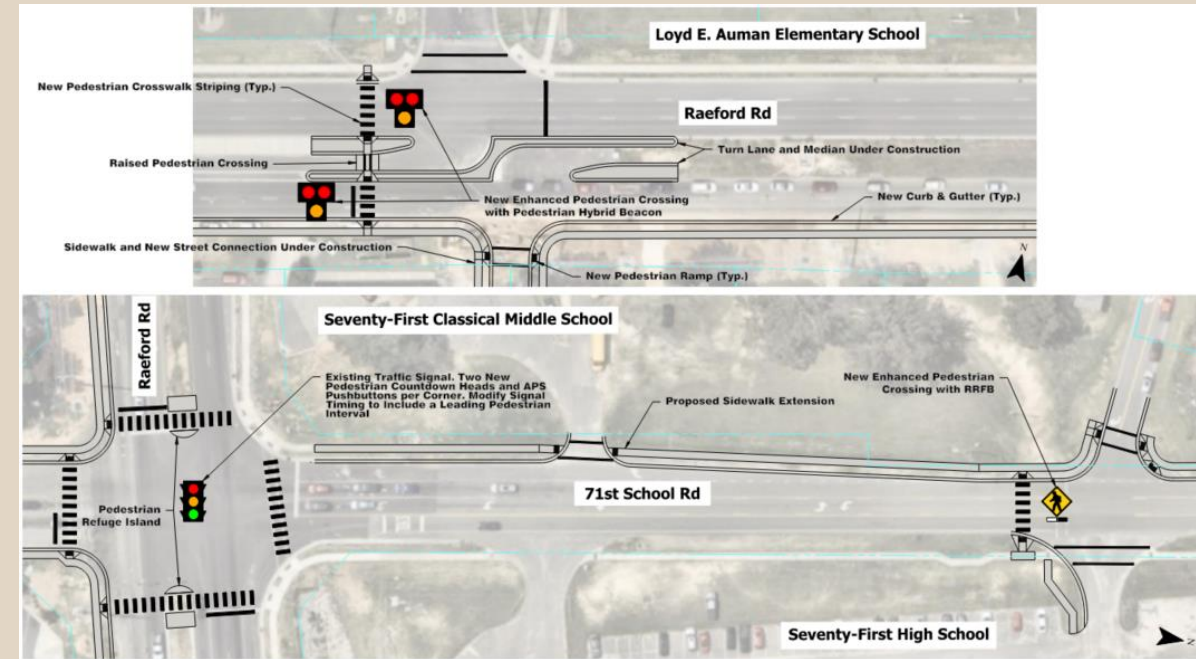 Loyd E. Auman Elementary School
New Pedestrian Crosswalk Striping (Typ.)
Raeford Rd
Raised Pedestrian Crossing
Turn Lane and Median Under Construction
New Enhanced Pedestrian Crossing
with Pedestrian Hybrid Beacon
New Curb & Gutter (Typ.)
Sidewalk and New Street Connection Under Construction
New Pedestrian Ramp (Typ.)
N
Raeford Rd
Seventy-First Classical Middle School
Existing Traffic Signal. Two New
Pedestrian Countdown Heads and APS
Pushbuttons per Corner. Modify Signal
Timing to Include a Leading Pedestrian
Interval
New Enhanced Pedestrian
Crossing with RRFB
Proposed Sidewalk Extension
71st School Rd
Pedestrian
Refuge Island
Seventy-First High School
N